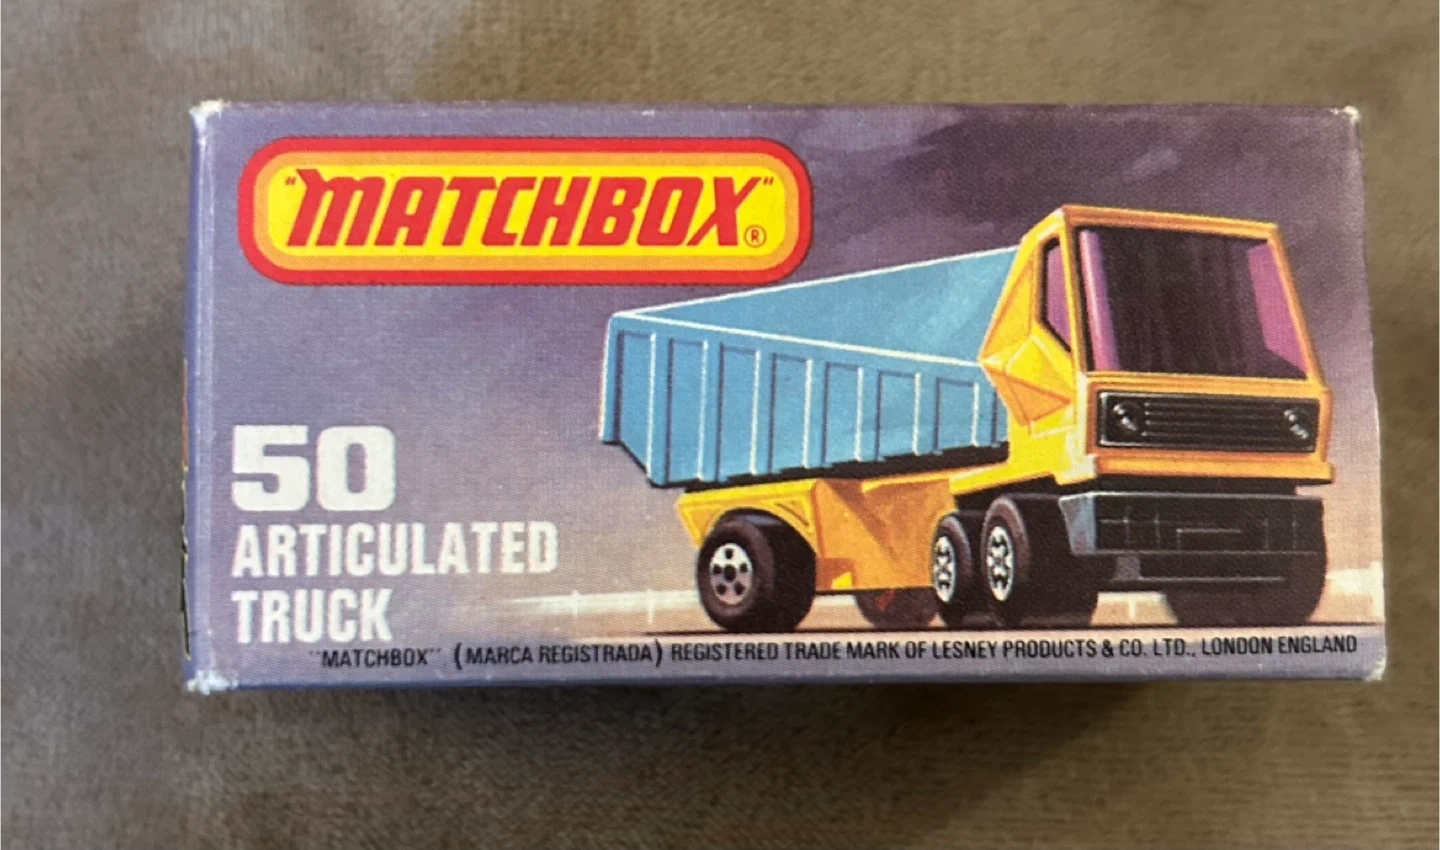 "MATCHBOX"®
50
ARTICULATED
TRUCK
"MATCHBOX" (MARCA REGISTRADA) REGISTERED TRADE MARK OF LESNEY PRODUCTS & CO. LTD., LONDON ENGLAND